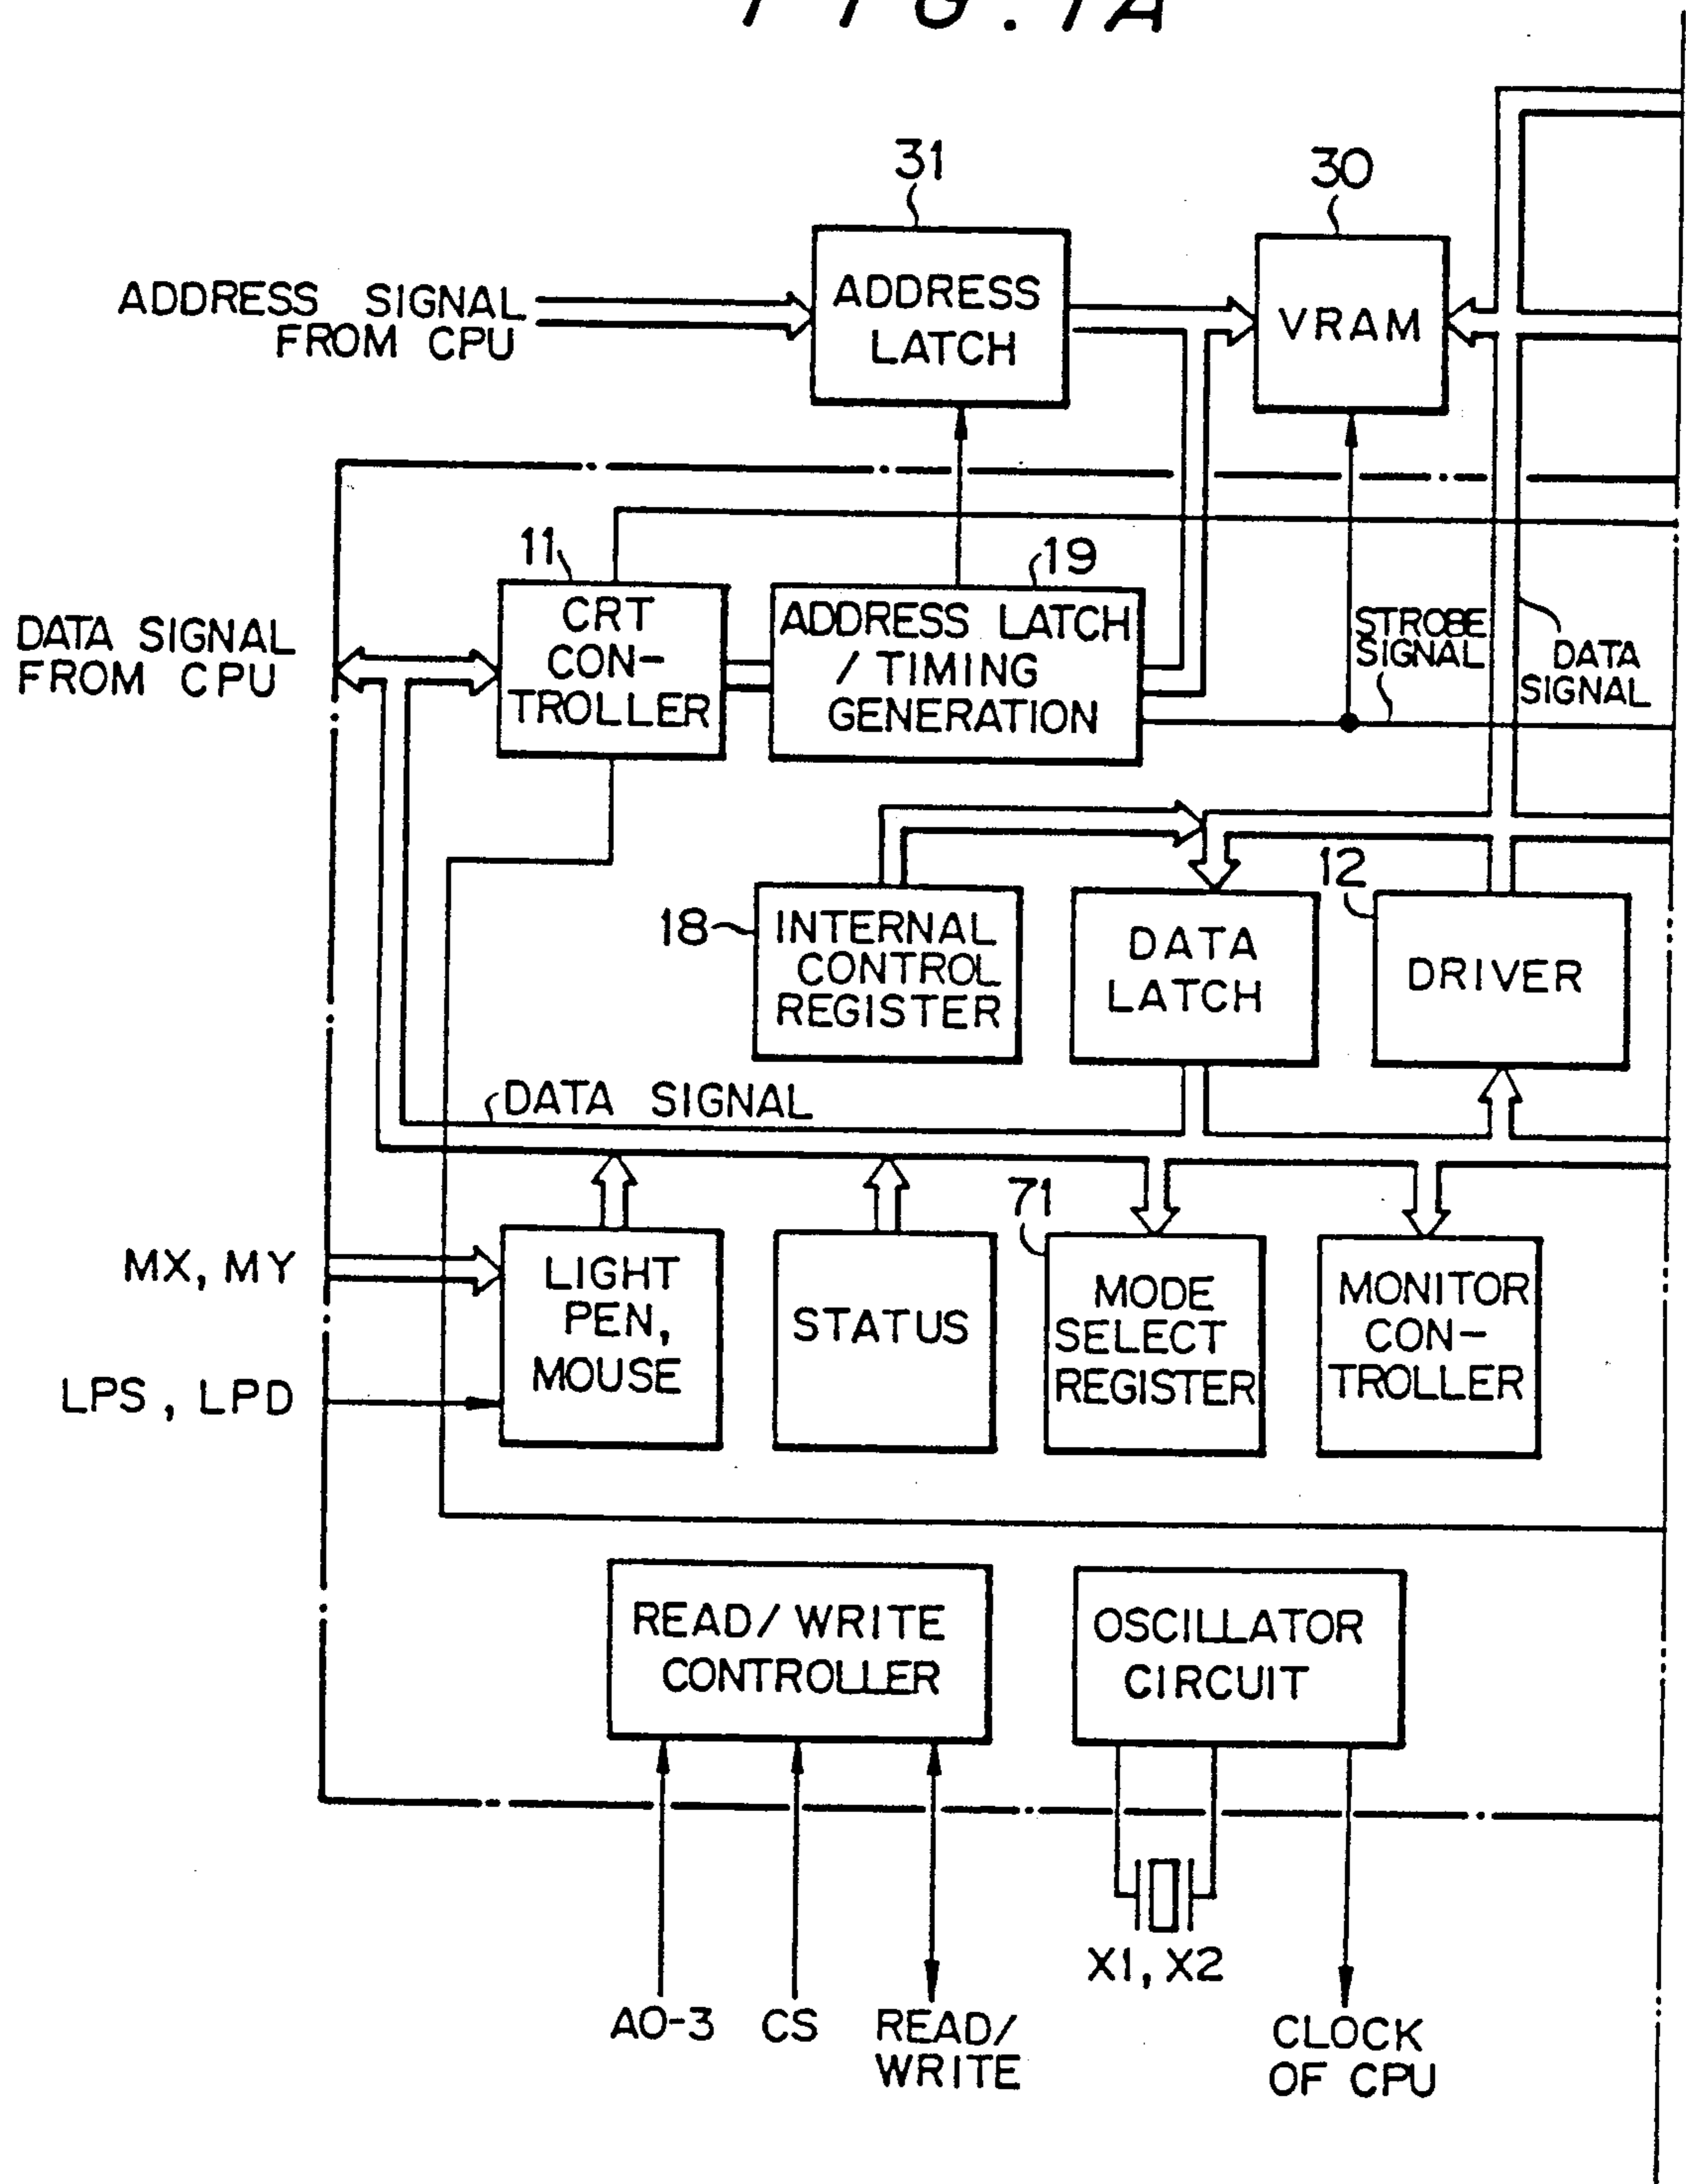 FIG. 1A
31
30
ADDRESS SIGNAL
FROM CPU
ADDRESS
LATCH
VRAM
11
19
DATA SIGNAL
FROM CPU
CRT
CON-
TROLLER
ADDRESS LATCH
/ TIMING
GENERATION
STROBE
SIGNAL
DATA
SIGNAL
18
INTERNAL
CONTROL
REGISTER
DATA
LATCH
12
DRIVER
DATA SIGNAL
MX, MY
LPS, LPD
LIGHT
PEN,
MOUSE
STATUS
71
MODE
SELECT
REGISTER
MONITOR
CON-
TROLLER
READ/WRITE
CONTROLLER
OSCILLATOR
CIRCUIT
X1, X2
A0-3
CS
READ/
WRITE
CLOCK
OF CPU